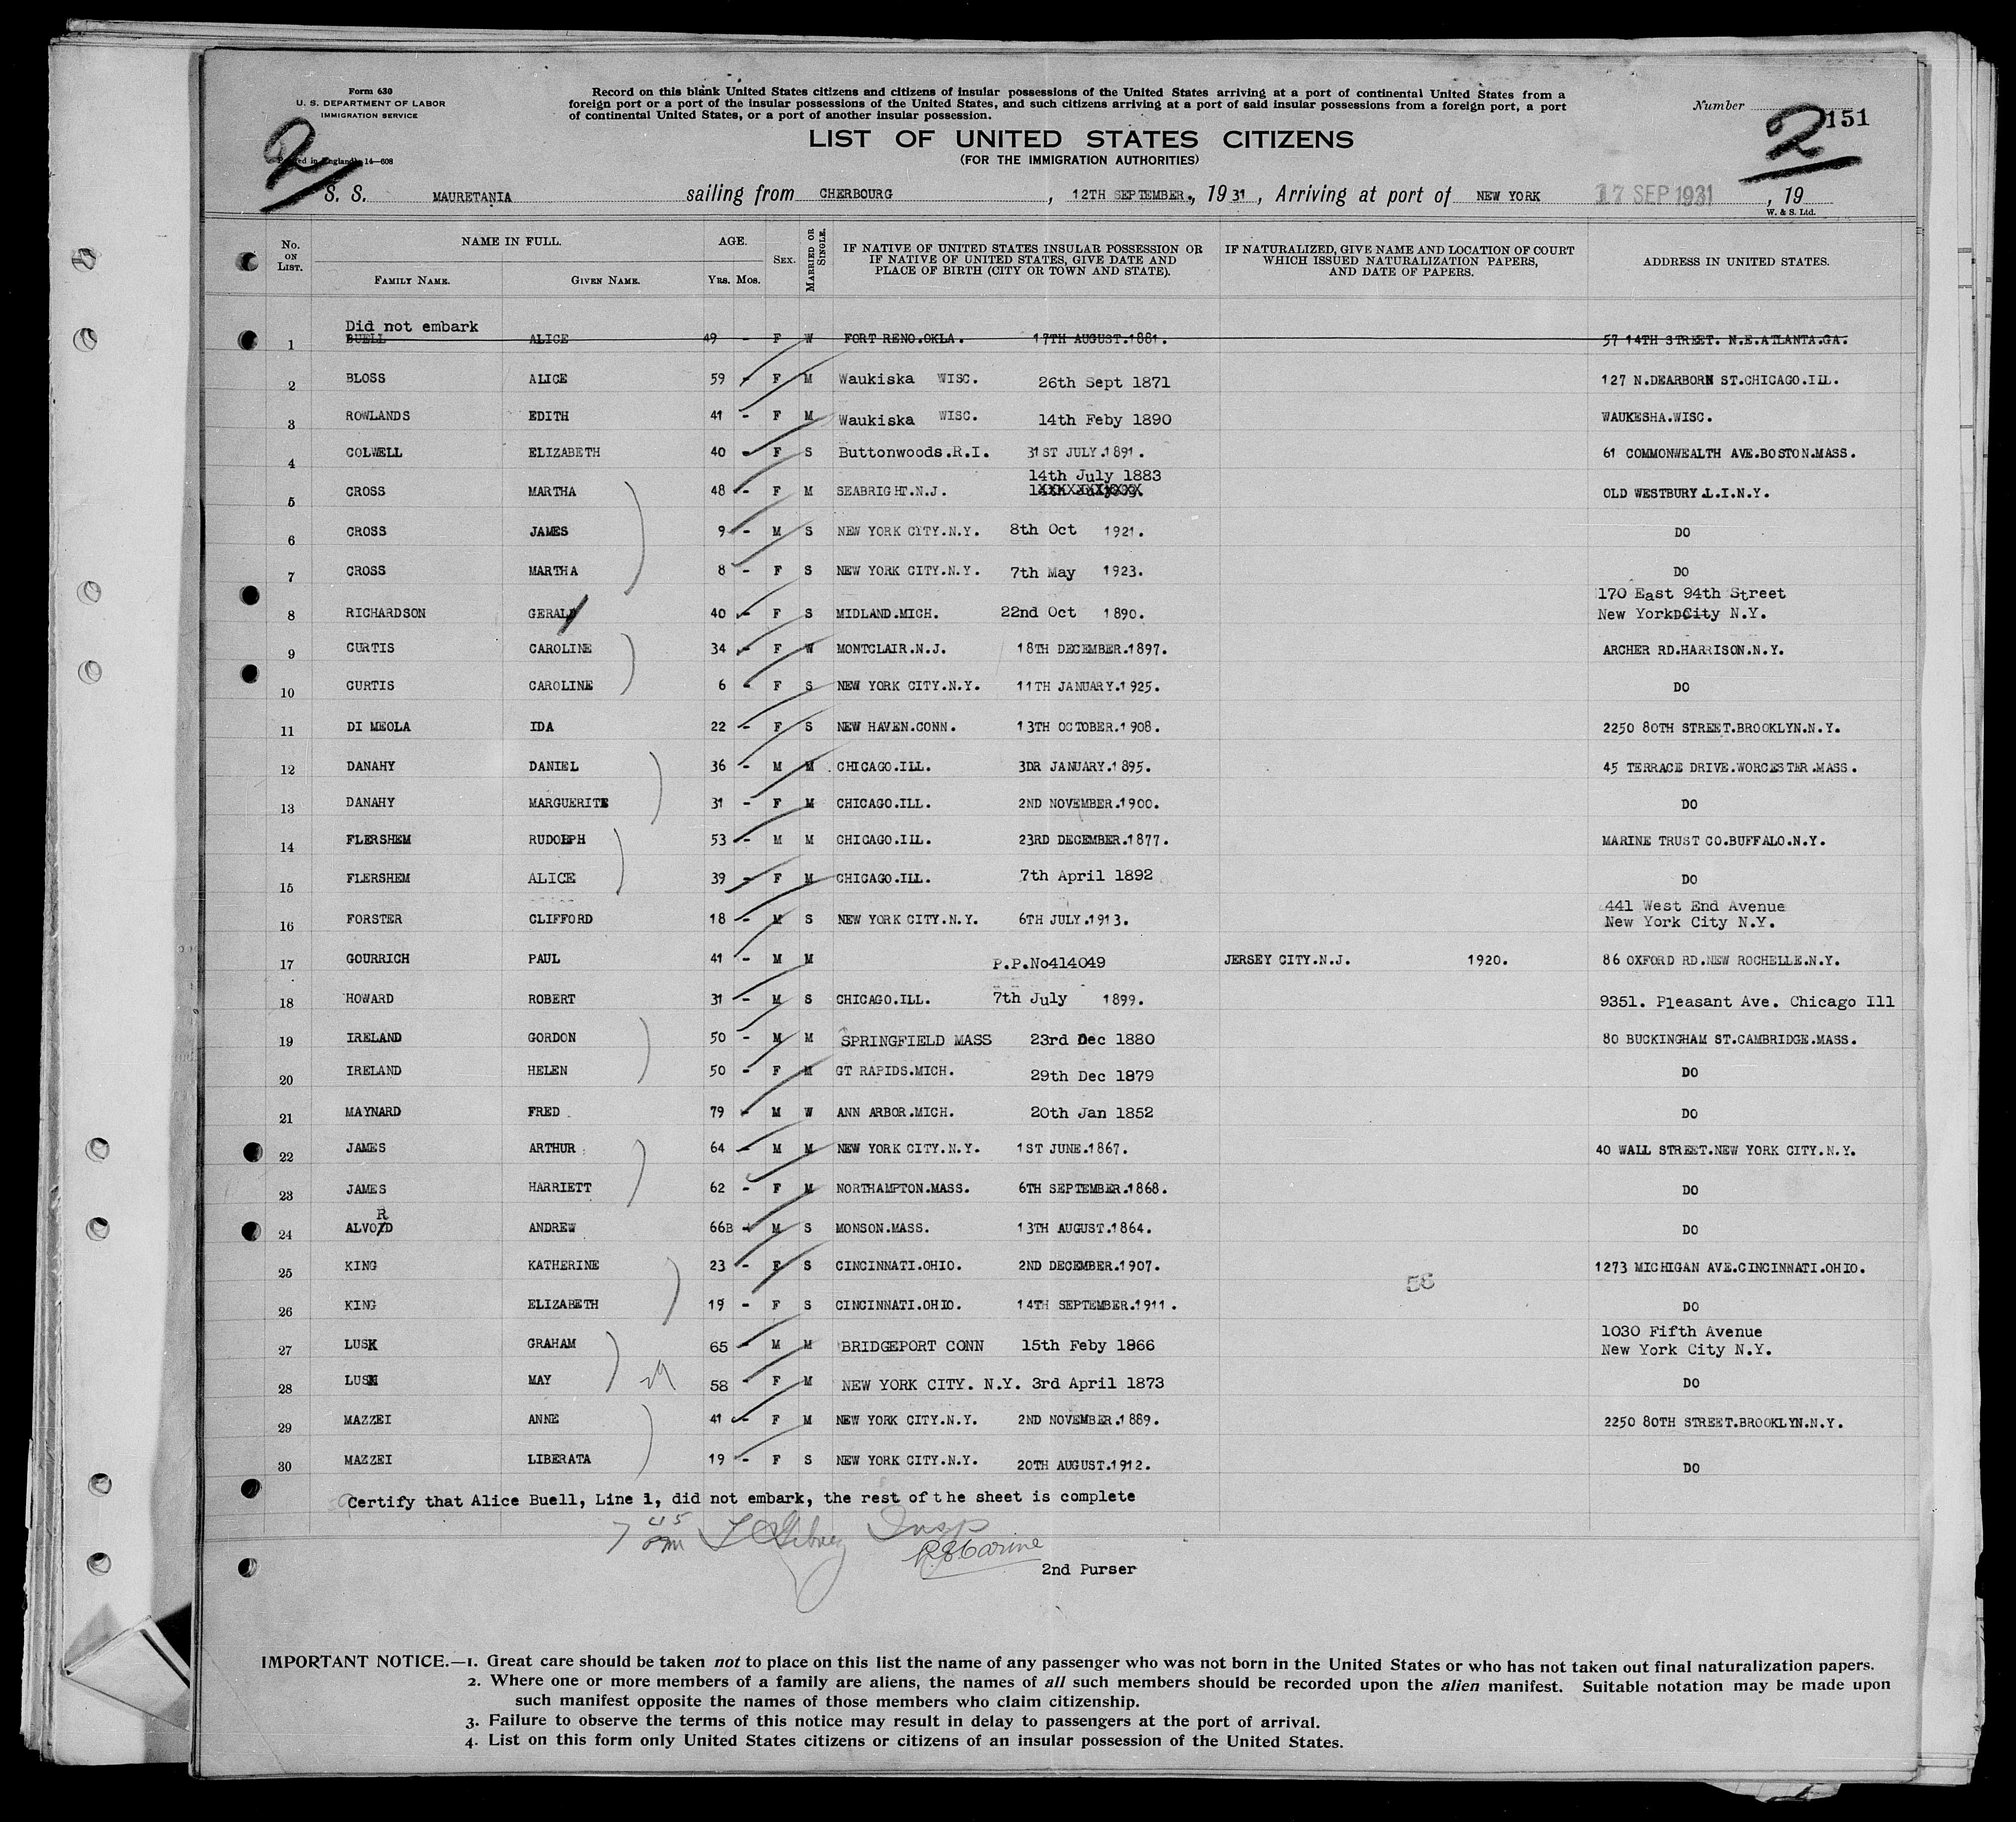 Form 630
U. S. DEPARTMENT OF LABOR
IMMIGRATION SERVICE
2
14—608
Record on this blank United States citizens and citizens of insular possessions of the United States arriving at a port of continental United States from a
foreign port or a port of the insular possessions of the United States, and such citizens arriving at a port of said insular possessions from a foreign port, a port
of continental United States, or a port of another insular possession.
Number
2 151
LIST OF UNITED STATES CITIZENS
(FOR THE IMMIGRATION AUTHORITIES)
S. S. MAURETANIA sailing from CHERBOURG, 12TH SEPTEMBER., 1931, Arriving at port of NEW YORK 17 SEP 1931, 19
W. & S. Ltd.
No. ON LIST. NAME IN FULL. AGE. SEX. MARRIED OR SINGLE. IF NATIVE OF UNITED STATES INSULAR POSSESSION OR IF NATIVE OF UNITED STATES, GIVE DATE AND PLACE OF BIRTH (CITY OR TOWN AND STATE). IF NATURALIZED, GIVE NAME AND LOCATION OF COURT WHICH ISSUED NATURALIZATION PAPERS, AND DATE OF PAPERS. ADDRESS IN UNITED STATES.
FAMILY NAME. GIVEN NAME. YRS. MOS.
Did not embark
1 BUELL ALICE 49 - F W FORT RENO.OKLA. 17TH AUGUST.1881. 57 14TH STREET. N.E.ATLANTA.GA.
2 BLOSS ALICE 59 - F M Waukiska WISC. 26th Sept 1871 127 N.DEARBORN ST.CHICAGO.ILL.
3 ROWLANDS EDITH 41 - F M Waukiska WISC. 14th Feby 1890 WAUKESHA.WISC.
4 COLWELL ELIZABETH 40 - F S Buttonwoods.R.I. 31ST JULY.1891. 61 COMMONWEALTH AVE.BOSTON.MASS.
14th July 1883
5 CROSS MARTHA 48 - F M SEABRIGHT.N.J. OLD WESTBURY.L.I.N.Y.
6 CROSS JAMES 9 - M S NEW YORK CITY.N.Y. 8th Oct 1921. DO
7 CROSS MARTHA 8 - F S NEW YORK CITY.N.Y. 7th May 1923. DO
170 East 94th Street
8 RICHARDSON GERALD 40 - F S MIDLAND.MICH. 22nd Oct 1890. New York City N.Y.
9 CURTIS CAROLINE 34 - F W MONTCLAIR.N.J. 18TH DECEMBER.1897. ARCHER RD.HARRISON.N.Y.
10 CURTIS CAROLINE 6 - F S NEW YORK CITY.N.Y. 11TH JANUARY.1925. DO
11 DI MEOLA IDA 22 - F S NEW HAVEN.CONN. 13TH OCTOBER.1908. 2250 80TH STREET.BROOKLYN.N.Y.
12 DANAHY DANIEL 36 - M M CHICAGO.ILL. 3DR JANUARY.1895. 45 TERRACE DRIVE.WORCESTER.MASS.
13 DANAHY MARGUERITE 31 - F M CHICAGO.ILL. 2ND NOVEMBER.1900. DO
14 FLERSHEM RUDOLPH 53 - M M CHICAGO.ILL. 23RD DECEMBER.1877. MARINE TRUST CO.BUFFALO.N.Y.
15 FLERSHEM ALICE 39 - F M CHICAGO.ILL. 7th April 1892 DO
441 West End Avenue
16 FORSTER CLIFFORD 18 - M S NEW YORK CITY.N.Y. 6TH JULY.1913. New York City N.Y.
17 GOURRICH PAUL 41 - M M P.P.No414049 JERSEY CITY.N.J. 1920. 86 OXFORD RD.NEW ROCHELLE.N.Y.
18 HOWARD ROBERT 31 - M S CHICAGO.ILL. 7th July 1899. 9351. Pleasant Ave. Chicago Ill
19 IRELAND GORDON 50 - M M SPRINGFIELD MASS 23rd Dec 1880 80 BUCKINGHAM ST.CAMBRIDGE.MASS.
20 IRELAND HELEN 50 - F M GT RAPIDS.MICH. 29th Dec 1879 DO
21 MAYNARD FRED 79 - M W ANN ARBOR.MICH. 20th Jan 1852 DO
22 JAMES ARTHUR 64 - M M NEW YORK CITY.N.Y. 1ST JUNE.1867. 40 WALL STREET.NEW YORK CITY.N.Y.
23 JAMES HARRIETT 62 - F M NORTHAMPTON.MASS. 6TH SEPTEMBER.1868. DO
R
24 ALVOID ANDREW 66B - M S MONSON.MASS. 13TH AUGUST.1864. DO
25 KING KATHERINE 23 - F S CINCINNATI.OHIO. 2ND DECEMBER.1907. 1273 MICHIGAN AVE.CINCINNATI.OHIO.
56
26 KING ELIZABETH 19 - F S CINCINNATI.OHIO. 14TH SEPTEMBER.1911. DO
1030 Fifth Avenue
27 LUSK GRAHAM 65 - M M BRIDGEPORT CONN 15th Feby 1866 New York City N.Y.
28 LUSK MAY 58 - F M NEW YORK CITY. N.Y. 3rd April 1873 DO
29 MAZZEI ANNE 41 - F M NEW YORK CITY.N.Y. 2ND NOVEMBER.1889. 2250 80TH STREET.BROOKLYN.N.Y.
30 MAZZEI LIBERATA 19 - F S NEW YORK CITY.N.Y. 20TH AUGUST.1912. DO
Certify that Alice Buell, Line 1, did not embark, the rest of the sheet is complete
7 45 pm Insp
2nd Purser
IMPORTANT NOTICE.—1. Great care should be taken not to place on this list the name of any passenger who was not born in the United States or who has not taken out final naturalization papers.
2. Where one or more members of a family are aliens, the names of all such members should be recorded upon the alien manifest. Suitable notation may be made upon
such manifest opposite the names of those members who claim citizenship.
3. Failure to observe the terms of this notice may result in delay to passengers at the port of arrival.
4. List on this form only United States citizens or citizens of an insular possession of the United States.